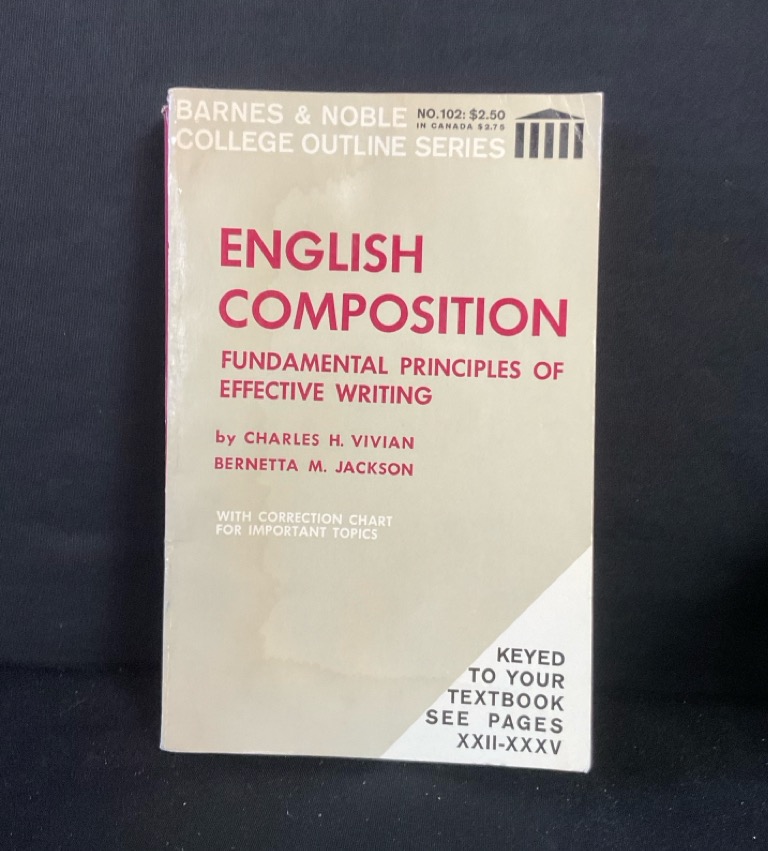 BARNES & NOBLE NO.102: $2.50
IN CANADA $2.75
COLLEGE OUTLINE SERIES
ENGLISH
COMPOSITION
FUNDAMENTAL PRINCIPLES OF
EFFECTIVE WRITING
by CHARLES H. VIVIAN
BERNETTA M. JACKSON
WITH CORRECTION CHART
FOR IMPORTANT TOPICS
KEYED
TO YOUR
TEXTBOOK
SEE PAGES
XXII-XXXV